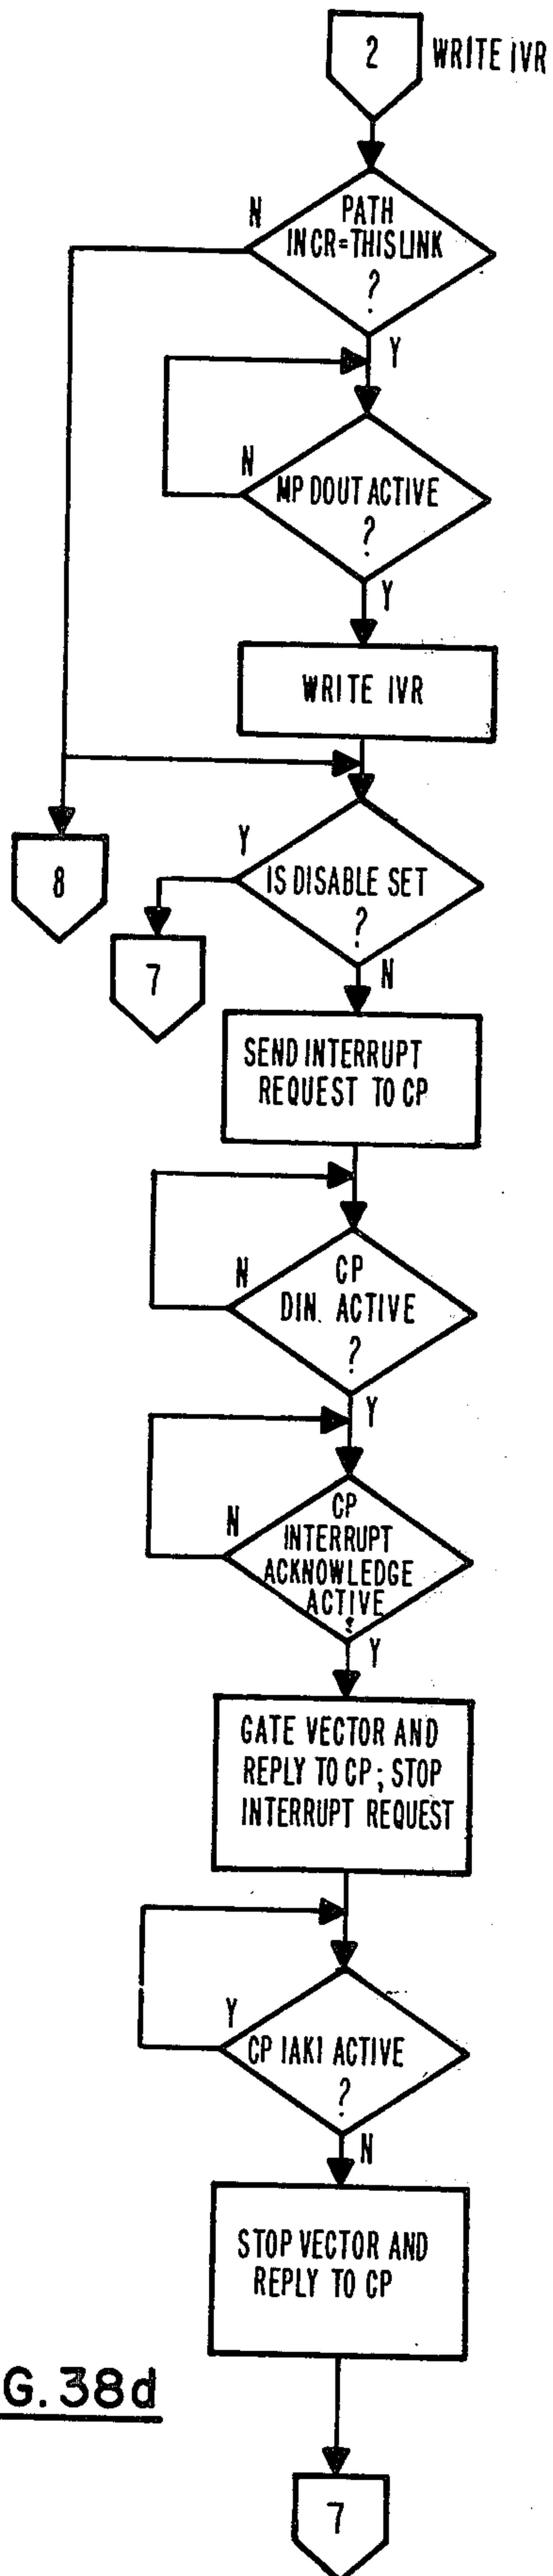 2 WRITE IVR
N
PATH
IN CR=THIS LINK
?
Y
N
MP DOUT ACTIVE
?
Y
WRITE IVR
8
Y
IS DISABLE SET
?
7
N
SEND INTERRUPT
REQUEST TO CP
N
CP
DIN. ACTIVE
?
Y
N
CP
INTERRUPT
ACKNOWLEDGE
ACTIVE
?
Y
GATE VECTOR AND
REPLY TO CP; STOP
INTERRUPT REQUEST
Y
CP IAKI ACTIVE
?
N
STOP VECTOR AND
REPLY TO CP
G. 38d
7